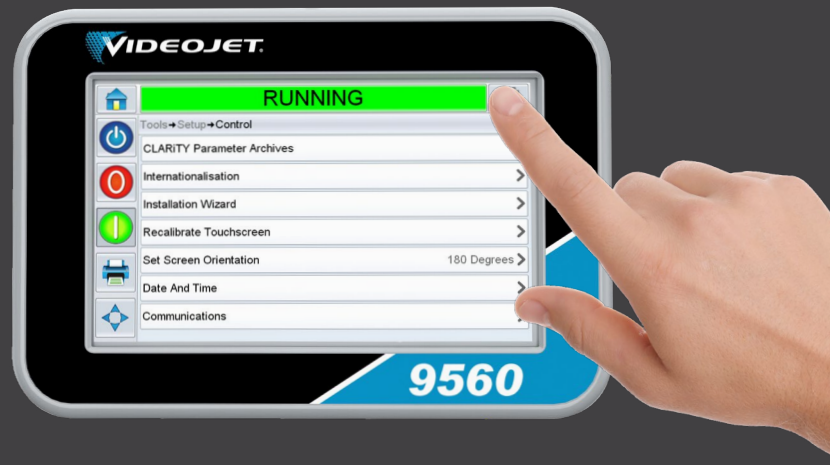 VIDEOJET.
RUNNING
Tools→Setup→Control
CLARiTY Parameter Archives
Internationalisation
Installation Wizard
Recalibrate Touchscreen
Set Screen Orientation 180 Degrees
Date And Time
Communications
9560